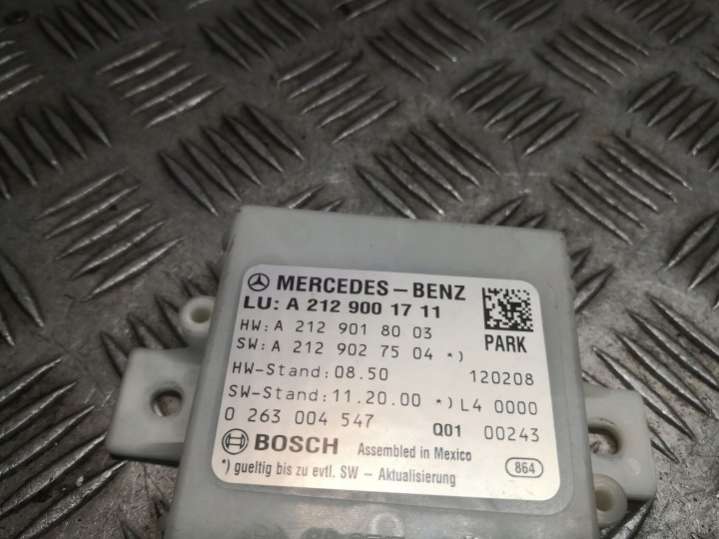 MERCEDES-BENZ
LU: A 212 900 17 11
HW: A 212 901 80 03
SW: A 212 902 75 04 *)
PARK
HW-Stand: 08.50 120208
SW-Stand: 11.20.00 *) L4 0000
0 263 004 547 Q01 00243
BOSCH Assembled in Mexico
*) gueltig bis zu evtl. SW - Aktualisierung 864